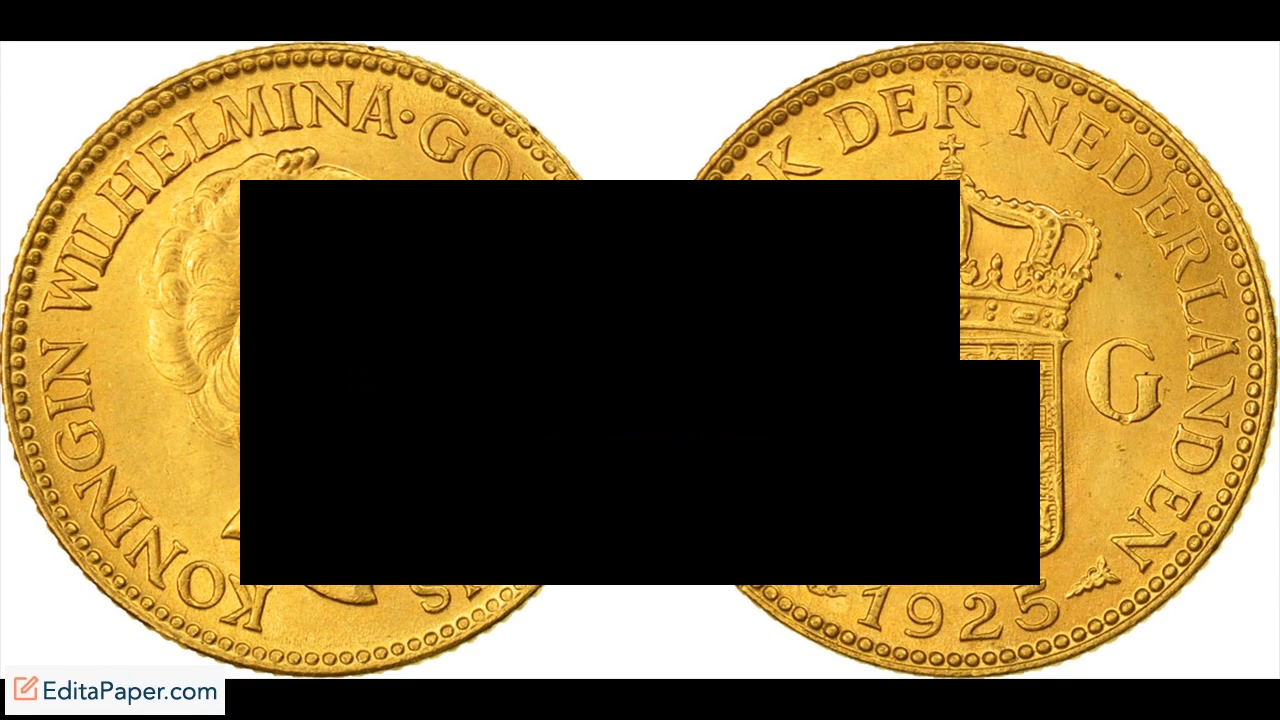 KONINGIN WILHELMINA·GO
DER NEDERLANDEN
G
1925
EditaPaper.com